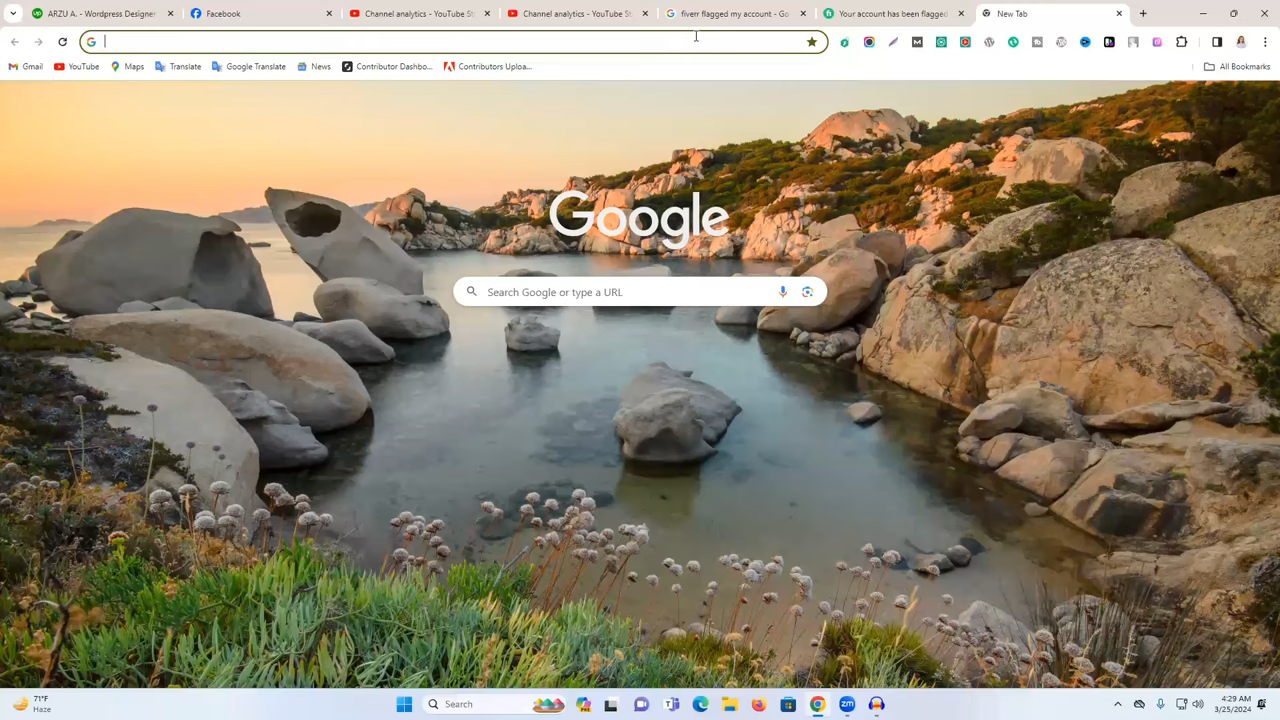 ARZU A. - Wordpress Designer
Facebook
Channel analytics - YouTube St
Channel analytics - YouTube St
fiverr flagged my account - Go
Your account has been flagged
New Tab
Gmail
YouTube
Maps
Translate
Google Translate
News
Contributor Dashbo...
Contributors Uploa...
All Bookmarks
Google
Search Google or type a URL
71°F
Haze
Search
4:29 AM
3/25/2024